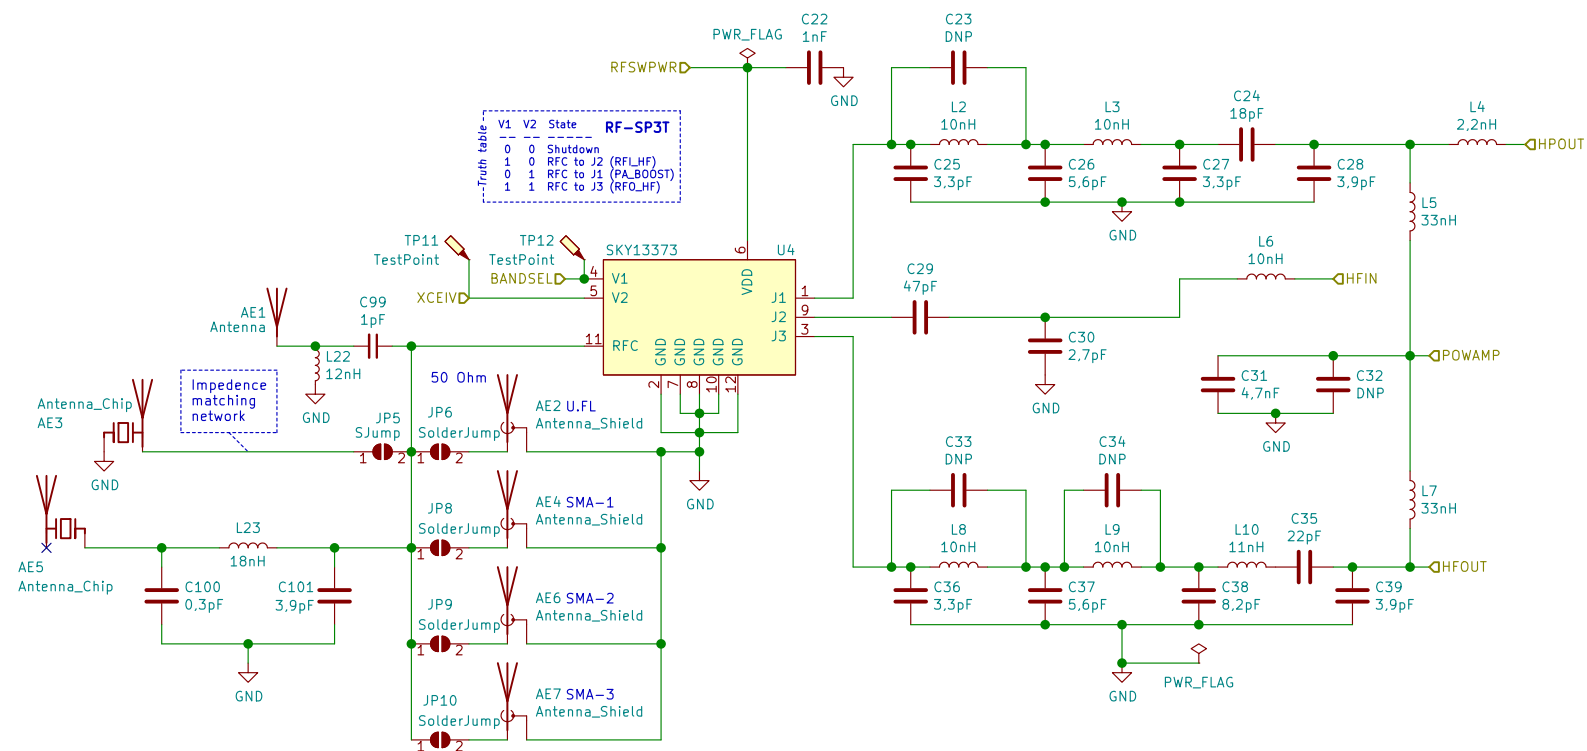 C22
1nF
C23
DNP
PWR_FLAG
RFSWPWR
GND
C24
18pF
L2
10nH
L3
10nH
L4
2,2nH
HPOUT
Truth table
V1 V2 State RF-SP3T
-- -- ------
0 0 Shutdown
1 0 RFC to J2 (RFI_HF)
0 1 RFC to J1 (PA_BOOST)
1 1 RFC to J3 (RFO_HF)
C25
3,3pF
C26
5,6pF
C27
3,3pF
C28
3,9pF
GND
L5
33nH
TP11
TestPoint
TP12
TestPoint
BANDSEL
XCEIV
SKY13373
U4
6
VDD
4
V1
5
V2
11
RFC
J1
1
J2
9
J3
3
GND
GND
GND
GND
GND
2
7
8
10
12
L6
10nH
HFIN
C29
47pF
C30
2,7pF
GND
POWAMP
C31
4,7nF
C32
DNP
GND
AE1
Antenna
C99
1pF
L22
12nH
GND
Impedence
matching
network
Antenna_Chip
AE3
GND
JP5
SJump
1
2
50 Ohm
JP6
SolderJump
1
2
AE2 U.FL
Antenna_Shield
GND
JP8
SolderJump
1
2
AE4 SMA-1
Antenna_Shield
L23
18nH
AE5
Antenna_Chip
C100
0,3pF
C101
3,9pF
GND
JP9
SolderJump
1
2
AE6 SMA-2
Antenna_Shield
JP10
SolderJump
1
2
AE7 SMA-3
Antenna_Shield
C33
DNP
C34
DNP
L7
33nH
L8
10nH
L9
10nH
L10
11nH
C35
22pF
HFOUT
C36
3,3pF
C37
5,6pF
C38
8,2pF
C39
3,9pF
GND
PWR_FLAG